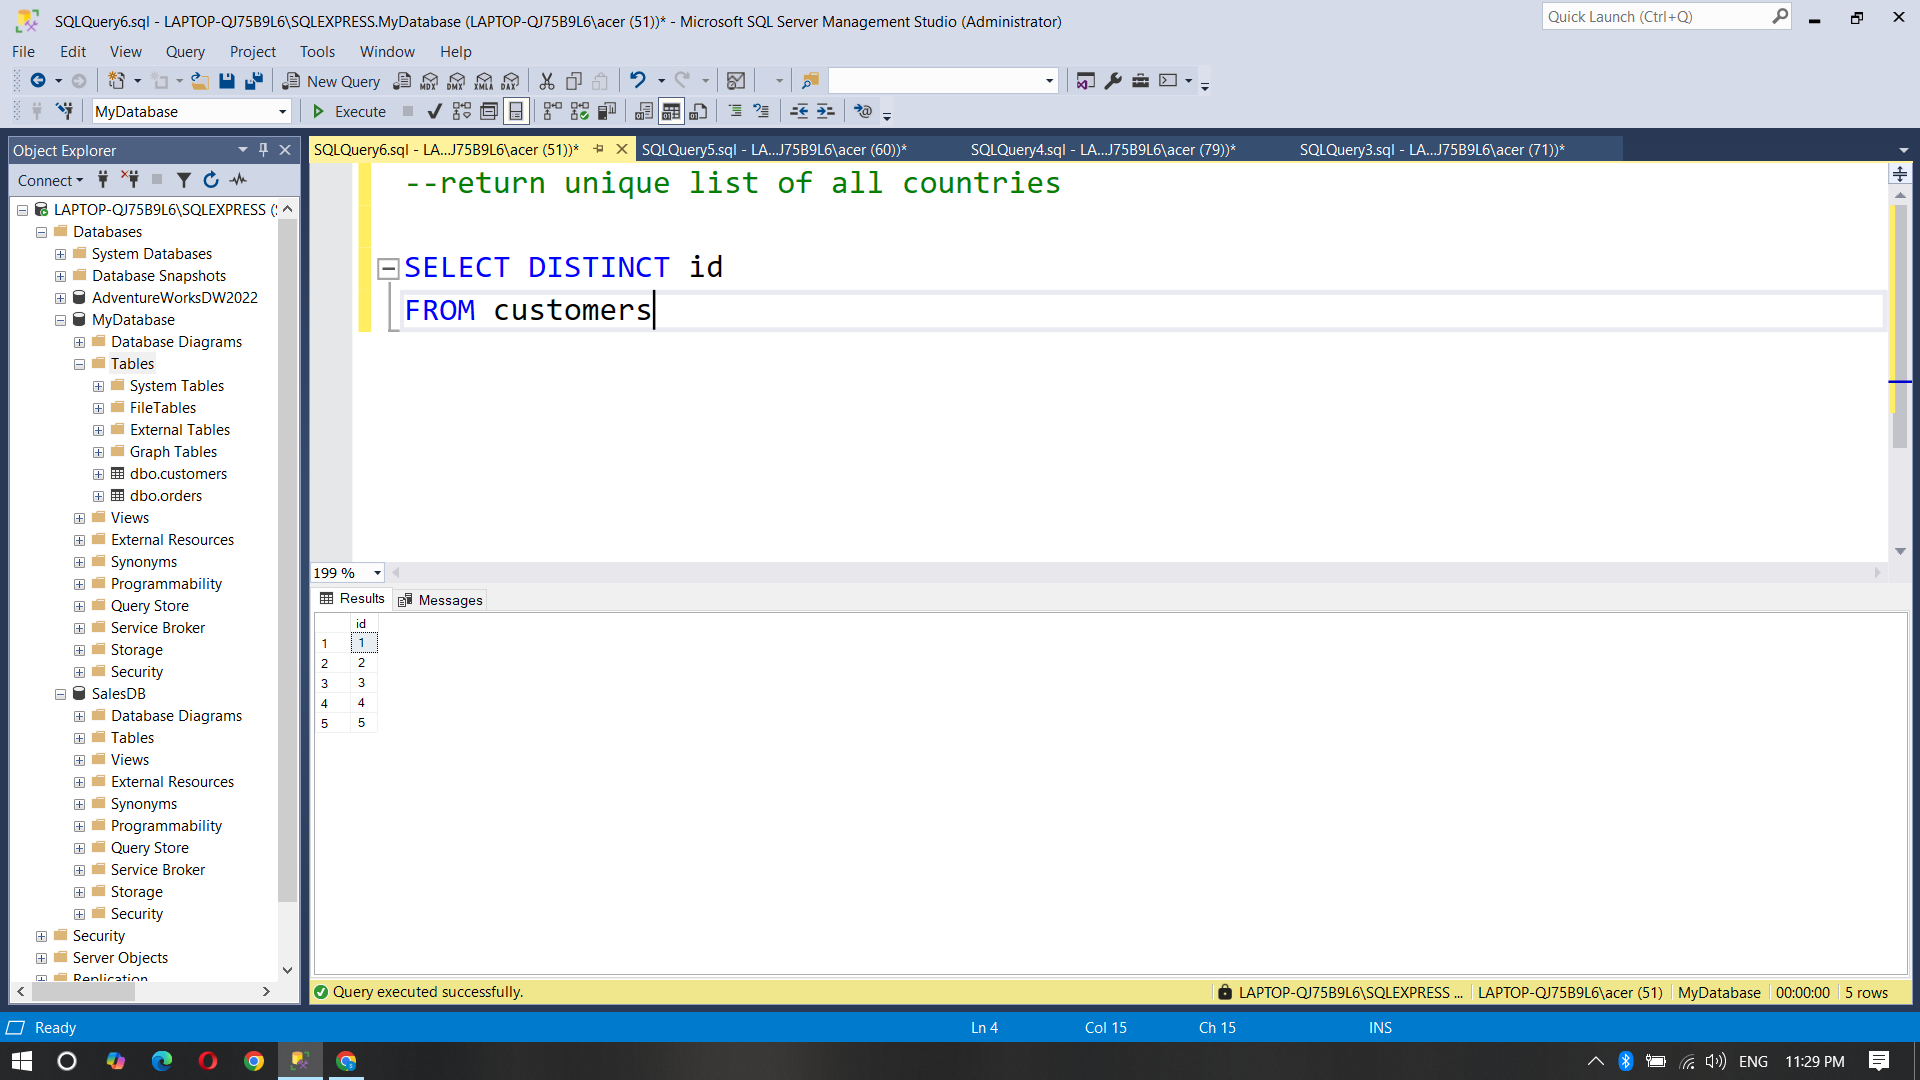 SQLQuery6.sql - LAPTOP-QJ75B9L6\SQLEXPRESS.MyDatabase (LAPTOP-QJ75B9L6\acer (51))* - Microsoft SQL Server Management Studio (Administrator)
Quick Launch (Ctrl+Q)
File Edit View Query Project Tools Window Help
New Query MDX DMX XMLA DAX
MyDatabase Execute
Object Explorer
SQLQuery6.sql - LA...J75B9L6\acer (51))* SQLQuery5.sql - LA...J75B9L6\acer (60))* SQLQuery4.sql - LA...J75B9L6\acer (79))* SQLQuery3.sql - LA...J75B9L6\acer (71))*
Connect
LAPTOP-QJ75B9L6\SQLEXPRESS (
Databases
System Databases
Database Snapshots
AdventureWorksDW2022
MyDatabase
Database Diagrams
Tables
System Tables
FileTables
External Tables
Graph Tables
dbo.customers
dbo.orders
Views
External Resources
Synonyms
Programmability
Query Store
Service Broker
Storage
Security
SalesDB
Database Diagrams
Tables
Views
External Resources
Synonyms
Programmability
Query Store
Service Broker
Storage
Security
Security
Server Objects
Replication
--return unique list of all countries
SELECT DISTINCT id
FROM customers
199 %
Results Messages
id
1 1
2 2
3 3
4 4
5 5
Query executed successfully. LAPTOP-QJ75B9L6\SQLEXPRESS ... LAPTOP-QJ75B9L6\acer (51) MyDatabase 00:00:00 5 rows
Ready Ln 4 Col 15 Ch 15 INS
ENG 11:29 PM